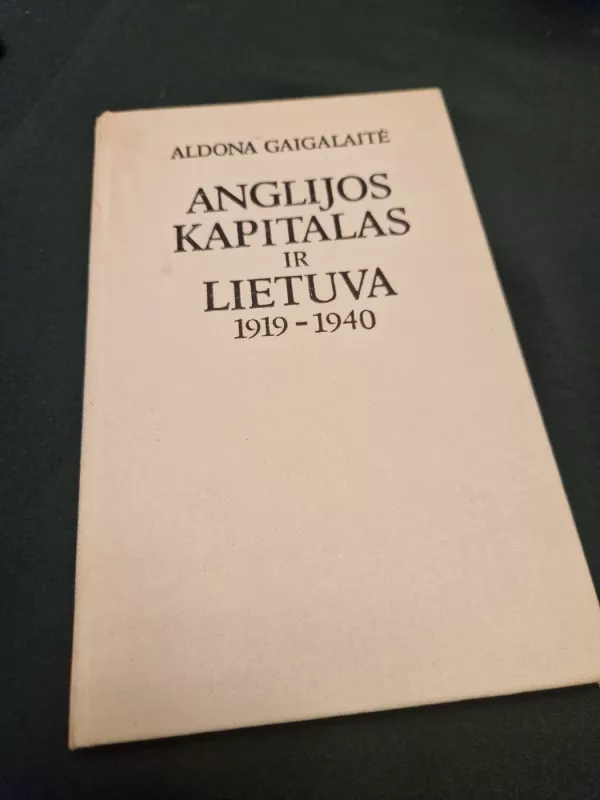 ALDONA GAIGALAITĖ
ANGLIJOS
KAPITALAS
IR
LIETUVA
1919-1940